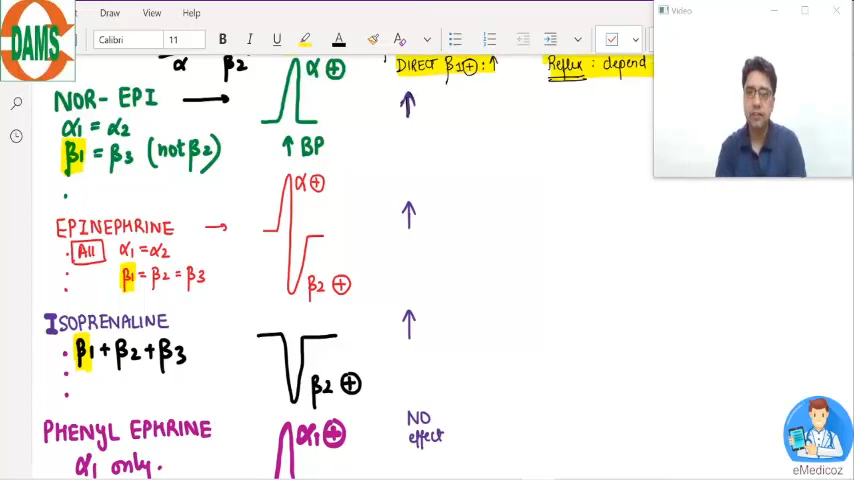 DAMS
Draw
Design
View
Video
Calibri
11
B I U A
α β2
α ⊕
DIRECT β1⊕ : ↑
Reflex : depend
NOR-EPI →
α1 = α2
β1 = β3 (not β2)
↑ BP
↑
α ⊕
EPINEPHRINE →
All α1 = α2
β1 = β2 = β3
β2 ⊕
↑
ISOPRENALINE
β1 + β2 + β3
β2 ⊕
↑
PHENYL EPHRINE
α1 only.
α1 ⊕
NO
effect
eMedicoz